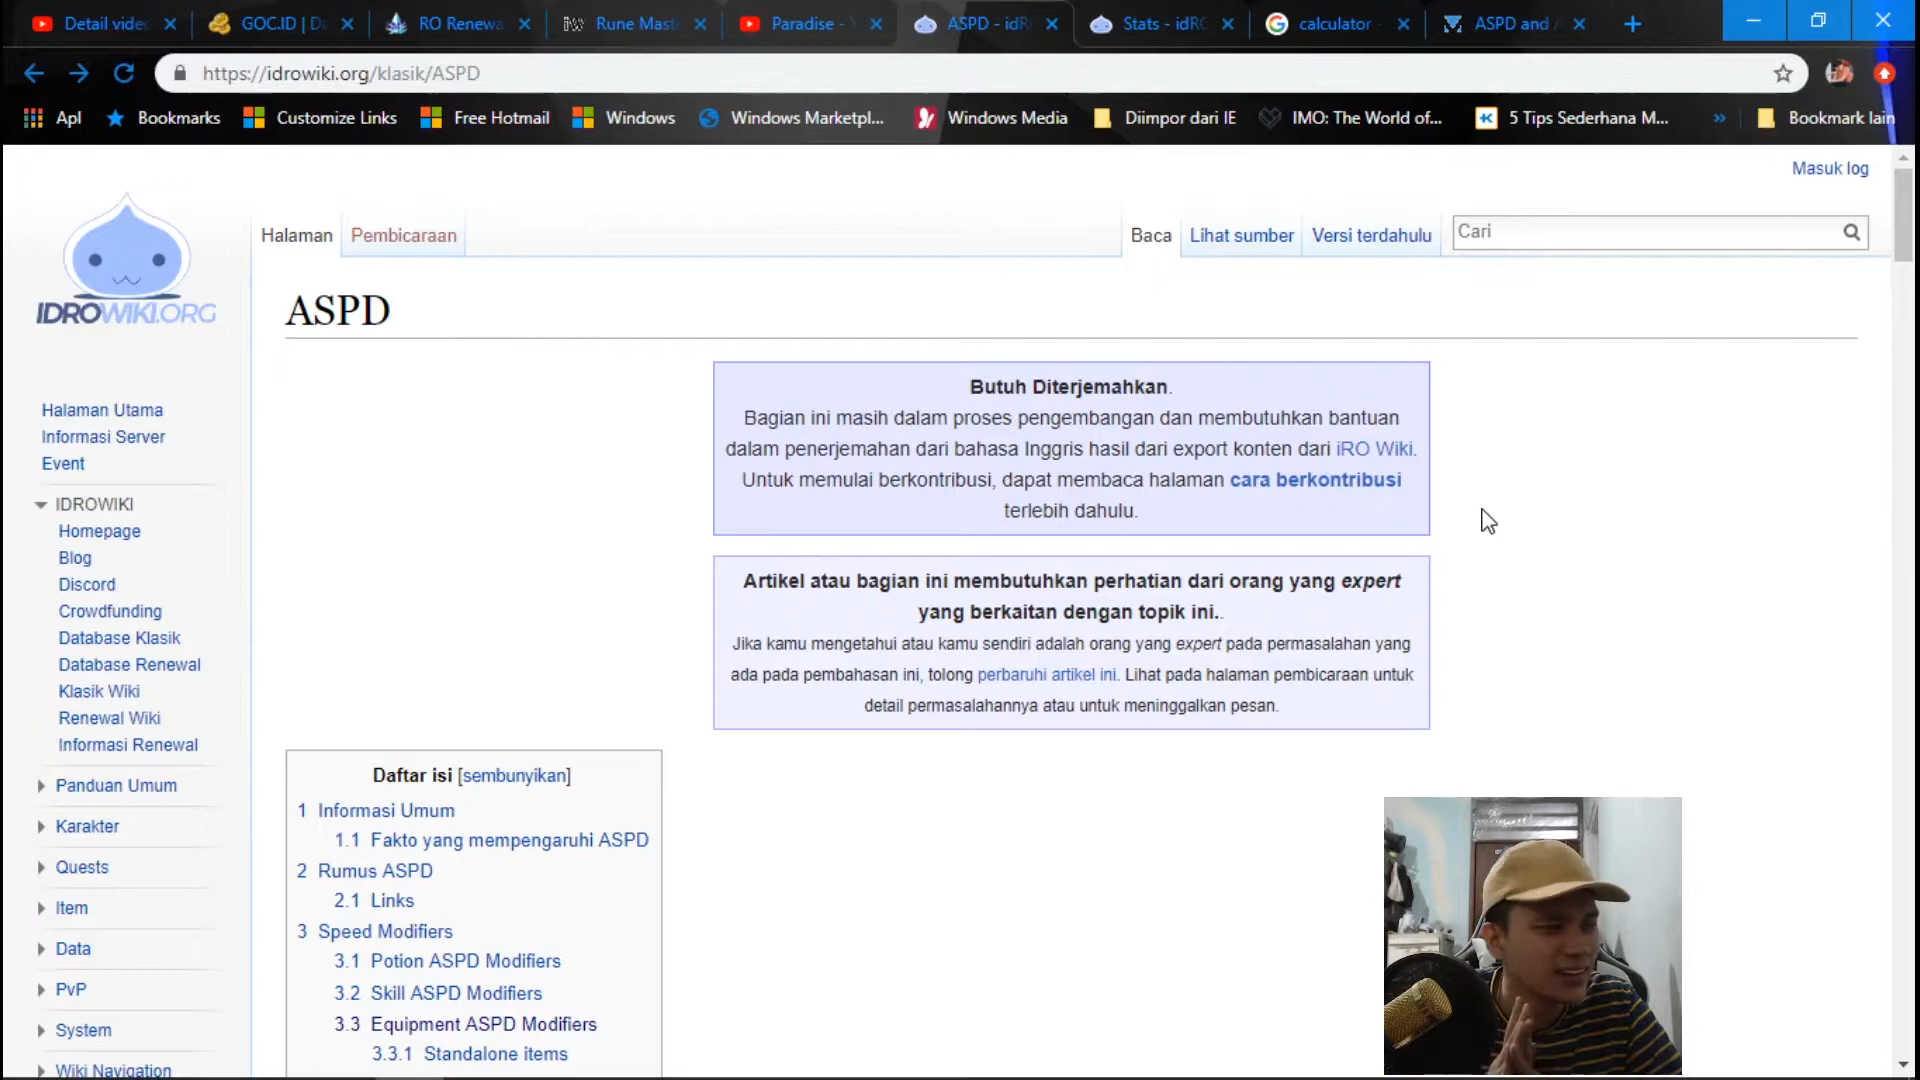 Detail vide
GOC.ID | D
RO Renewa
Rune Mast
Paradise -
ASPD - idR
Stats - idRO
calculator -
ASPD and
https://idrowiki.org/klasik/ASPD
Apl
Bookmarks
Customize Links
Free Hotmail
Windows
Windows Marketpl...
Windows Media
Diimpor dari IE
IMO: The World of...
5 Tips Sederhana M...
»
Bookmark lain
Masuk log
IDROWIKI.ORG
Halaman
Pembicaraan
Baca
Lihat sumber
Versi terdahulu
Cari
ASPD
Butuh Diterjemahkan.
Bagian ini masih dalam proses pengembangan dan membutuhkan bantuan
dalam penerjemahan dari bahasa Inggris hasil dari export konten dari iRO Wiki.
Untuk memulai berkontribusi, dapat membaca halaman cara berkontribusi
terlebih dahulu.
Artikel atau bagian ini membutuhkan perhatian dari orang yang expert
yang berkaitan dengan topik ini..
Jika kamu mengetahui atau kamu sendiri adalah orang yang expert pada permasalahan yang
ada pada pembahasan ini, tolong perbaruhi artikel ini. Lihat pada halaman pembicaraan untuk
detail permasalahannya atau untuk meninggalkan pesan.
Halaman Utama
Informasi Server
Event
IDROWIKI
Homepage
Blog
Discord
Crowdfunding
Database Klasik
Database Renewal
Klasik Wiki
Renewal Wiki
Informasi Renewal
Panduan Umum
Karakter
Quests
Item
Data
PvP
System
Wiki Navigation
Daftar isi [sembunyikan]
1 Informasi Umum
1.1 Fakto yang mempengaruhi ASPD
2 Rumus ASPD
2.1 Links
3 Speed Modifiers
3.1 Potion ASPD Modifiers
3.2 Skill ASPD Modifiers
3.3 Equipment ASPD Modifiers
3.3.1 Standalone items